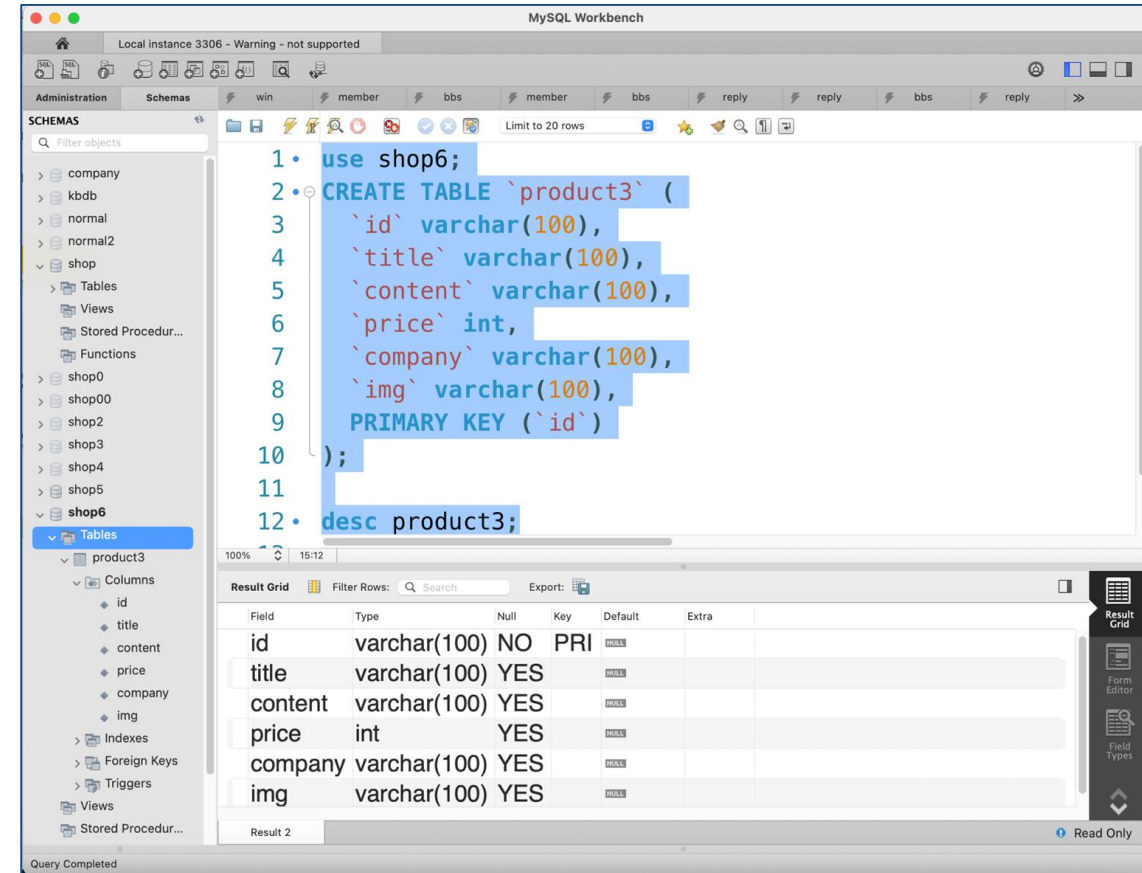 MySQL Workbench
Local instance 3306 - Warning - not supported
Administration Schemas win member bbs member bbs reply reply bbs reply
SCHEMAS
Filter objects
company
kbdb
normal
normal2
shop
Tables
Views
Stored Procedur...
Functions
shop0
shop00
shop2
shop3
shop4
shop5
shop6
Tables
product3
Columns
id
title
content
price
company
img
Indexes
Foreign Keys
Triggers
Views
Stored Procedur...
Limit to 20 rows
1 use shop6;
2 CREATE TABLE `product3` (
3 `id` varchar(100),
4 `title` varchar(100),
5 `content` varchar(100),
6 `price` int,
7 `company` varchar(100),
8 `img` varchar(100),
9 PRIMARY KEY (`id`)
10 );
11
12 desc product3;
100% 15:12
Result Grid Filter Rows: Search Export:
Field Type Null Key Default Extra
id varchar(100) NO PRI NULL
title varchar(100) YES NULL
content varchar(100) YES NULL
price int YES NULL
company varchar(100) YES NULL
img varchar(100) YES NULL
Result
Grid
Form
Editor
Field
Types
Result 2
Read Only
Query Completed